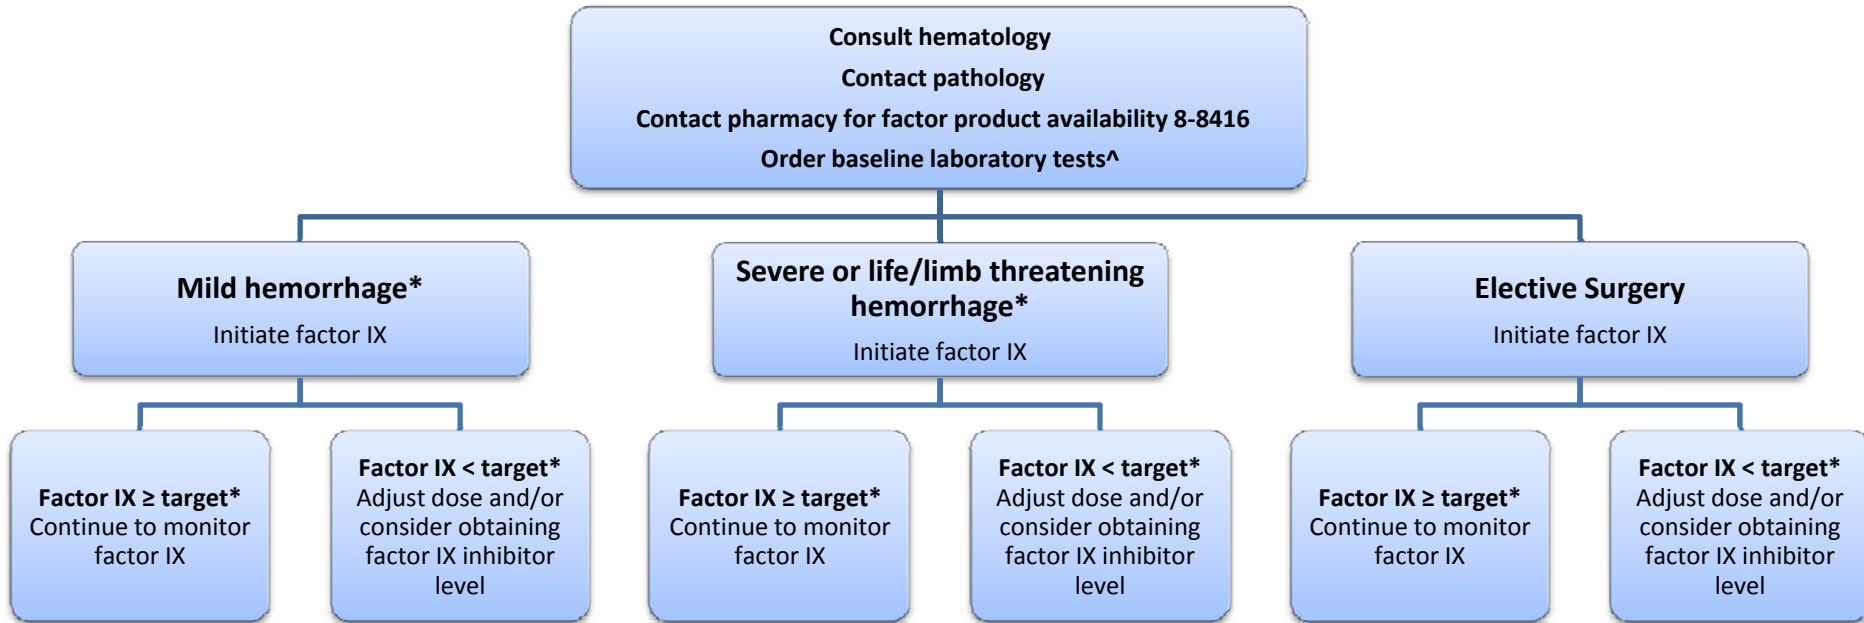 Consult hematology
Contact pathology
Contact pharmacy for factor product availability 8-8416
Order baseline laboratory tests^
Mild hemorrhage*
Initiate factor IX
Severe or life/limb threatening
hemorrhage*
Initiate factor IX
Elective Surgery
Initiate factor IX
Factor IX ≥ target*
Continue to monitor
factor IX
Factor IX < target*
Adjust dose and/or
consider obtaining
factor IX inhibitor
level
Factor IX ≥ target*
Continue to monitor
factor IX
Factor IX < target*
Adjust dose and/or
consider obtaining
factor IX inhibitor
level
Factor IX ≥ target*
Continue to monitor
factor IX
Factor IX < target*
Adjust dose and/or
consider obtaining
factor IX inhibitor
level